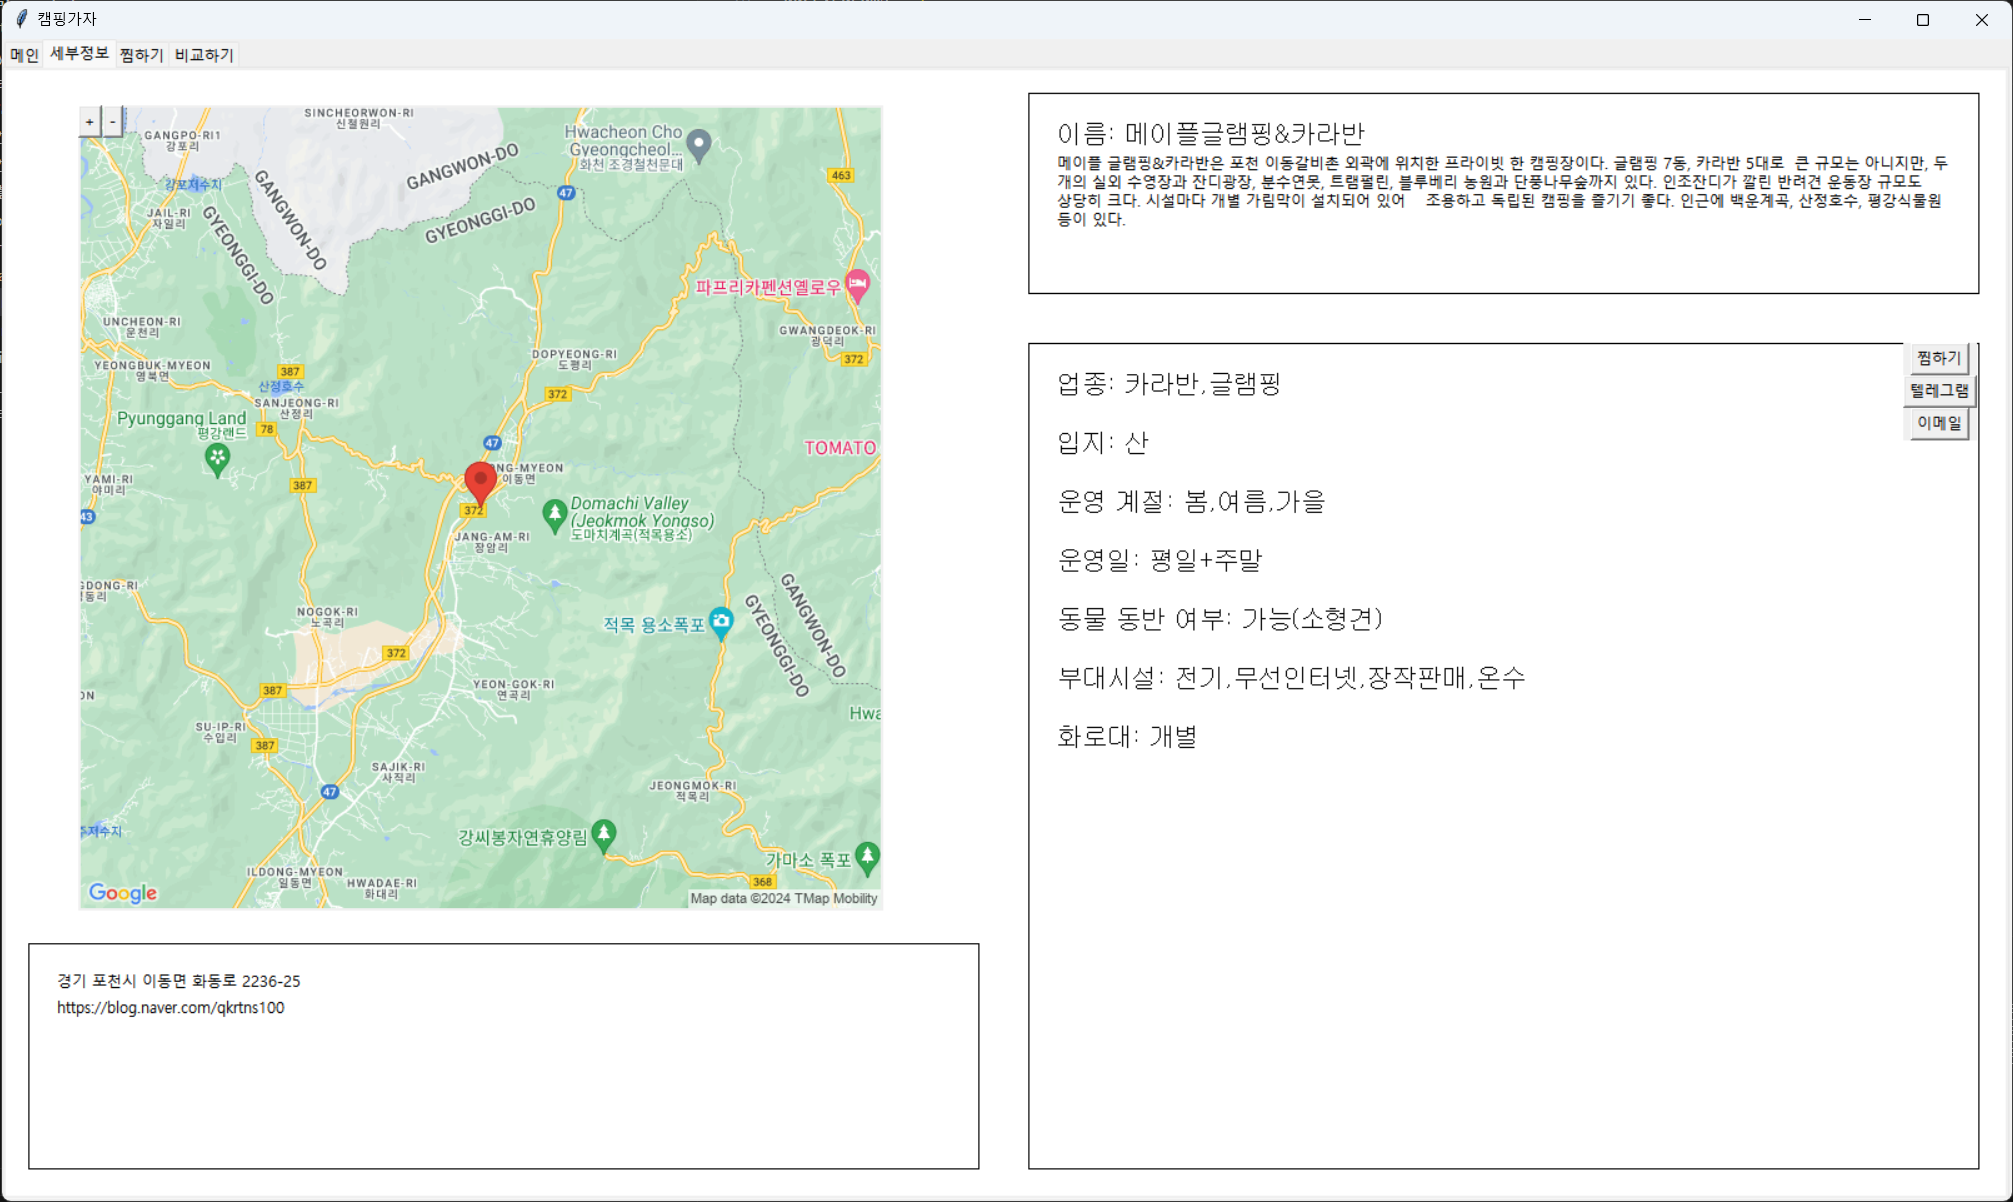 캠핑가자
메인 세부정보 찜하기 비교하기
+ -
SINCHEORWON-RI
신철원리
GANGPO-RI1
강포리
Hwacheon Cho
Gyeongcheol...
화천 조경철천문대
GANGWON-DO
463
강포저수지
47
GANGWON-DO
JAIL-RI
자일리
GYEONGGI-DO
GYEONGGI-DO
파프리카펜션옐로우
UNCHEON-RI
운천리
GWANGDEOK-RI
광덕리
372
DOPYEONG-RI
도평리
YEONGBUK-MYEON
영북면
387
산정호수
372
SANJEONG-RI
산정리
Pyunggang Land
평강랜드
78
47
TOMATO
NG-MYEON
이동면
YAMI-RI
야미리
387
372
Domachi Valley
(Jeokmok Yongso)
도마치계곡(적목용소)
43
JANG-AM-RI
장암리
GDONG-RI
동리
GANGWON-DO
GYEONGGI-DO
NOGOK-RI
노곡리
적목 용소폭포
372
387
YEON-GOK-RI
연곡리
ON
Hwa
SU-IP-RI
수입리
387
SAJIK-RI
사직리
47
JEONGMOK-RI
적목리
주저수지
강씨봉자연휴양림
가마소 폭포
ILDONG-MYEON
일동면
HWADAE-RI
화대리
368
Google
Map data ©2024 TMap Mobility
경기 포천시 이동면 화동로 2236-25
https://blog.naver.com/qkrtns100
이름: 메이플글램핑&카라반
메이플 글램핑&카라반은 포천 이동갈비촌 외곽에 위치한 프라이빗 한 캠핑장이다. 글램핑 7동, 카라반 5대로 큰 규모는 아니지만, 두
개의 실외 수영장과 잔디광장, 분수연못, 트램펄린, 블루베리 농원과 단풍나무숲까지 있다. 인조잔디가 깔린 반려견 운동장 규모도
상당히 크다. 시설마다 개별 가림막이 설치되어 있어 조용하고 독립된 캠핑을 즐기기 좋다. 인근에 백운계곡, 산정호수, 평강식물원
등이 있다.
찜하기
텔레그램
이메일
업종: 카라반,글램핑
입지: 산
운영 계절: 봄,여름,가을
운영일: 평일+주말
동물 동반 여부: 가능(소형견)
부대시설: 전기,무선인터넷,장작판매,온수
화로대: 개별